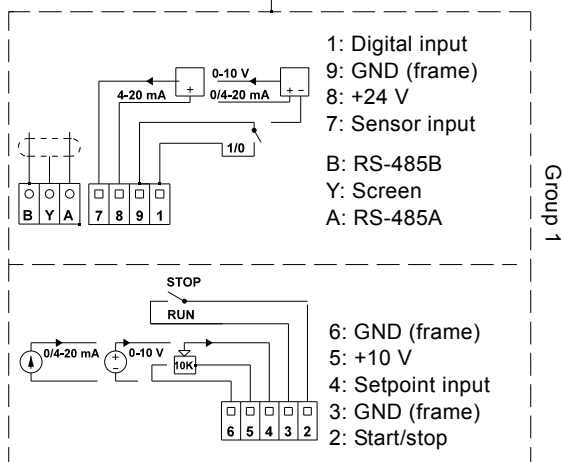 1: Digital input
9: GND (frame)
8: +24 V
7: Sensor input
B: RS-485B
Y: Screen
A: RS-485A
Group 1
0-10 V
4-20 mA
0/4-20 mA
+
+ -
1/0
B Y A
7 8 9 1
STOP
RUN
0/4-20 mA
+
-
0-10 V
10K
6 5 4 3 2
6: GND (frame)
5: +10 V
4: Setpoint input
3: GND (frame)
2: Start/stop